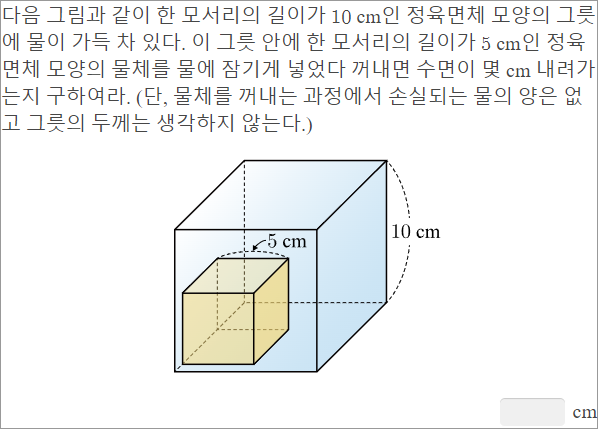 다음 그림과 같이 한 모서리의 길이가 10 cm인 정육면체 모양의 그릇
에 물이 가득 차 있다. 이 그릇 안에 한 모서리의 길이가 5 cm인 정육
면체 모양의 물체를 물에 잠기게 넣었다 꺼내면 수면이 몇 cm 내려가
는지 구하여라. (단, 물체를 꺼내는 과정에서 손실되는 물의 양은 없
고 그릇의 두께는 생각하지 않는다.)
5 cm
10 cm
cm